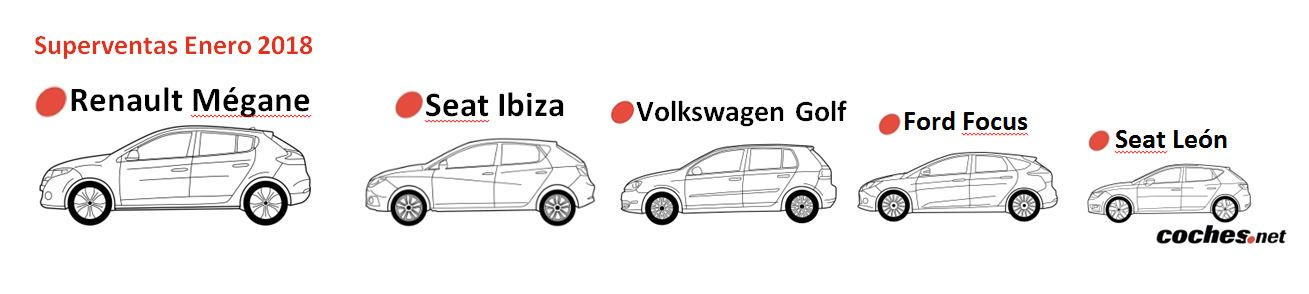 Superventas Enero 2018
Renault Mégane
Seat Ibiza
Volkswagen Golf
Ford Focus
Seat León
coches.net